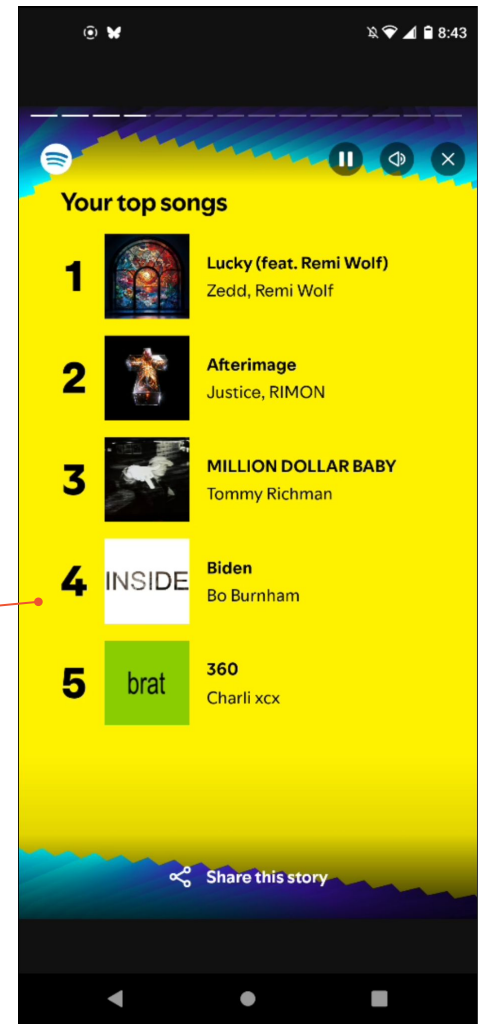 8:43
Your top songs
1
Lucky (feat. Remi Wolf)
Zedd, Remi Wolf
2
Afterimage
Justice, RIMON
3
MILLION DOLLAR BABY
Tommy Richman
4
INSIDE
Biden
Bo Burnham
5
brat
360
Charli xcx
Share this story